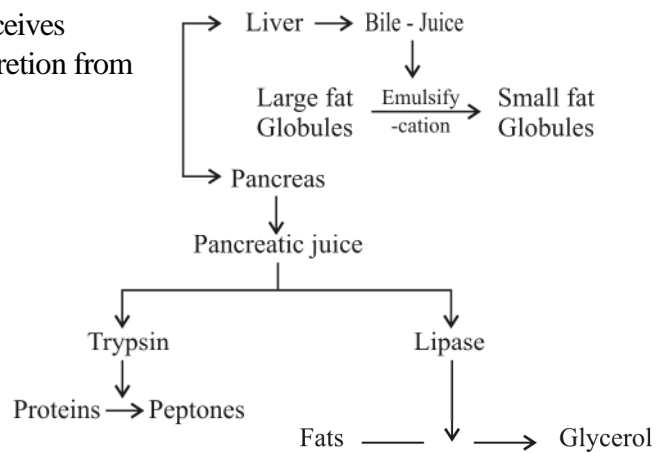 ceives
retion from
Liver → Bile - Juice
Large fat
Globules
Emulsify
-cation
Small fat
Globules
Pancreas
Pancreatic juice
Trypsin
Lipase
Proteins → Peptones
Fats → Glycerol